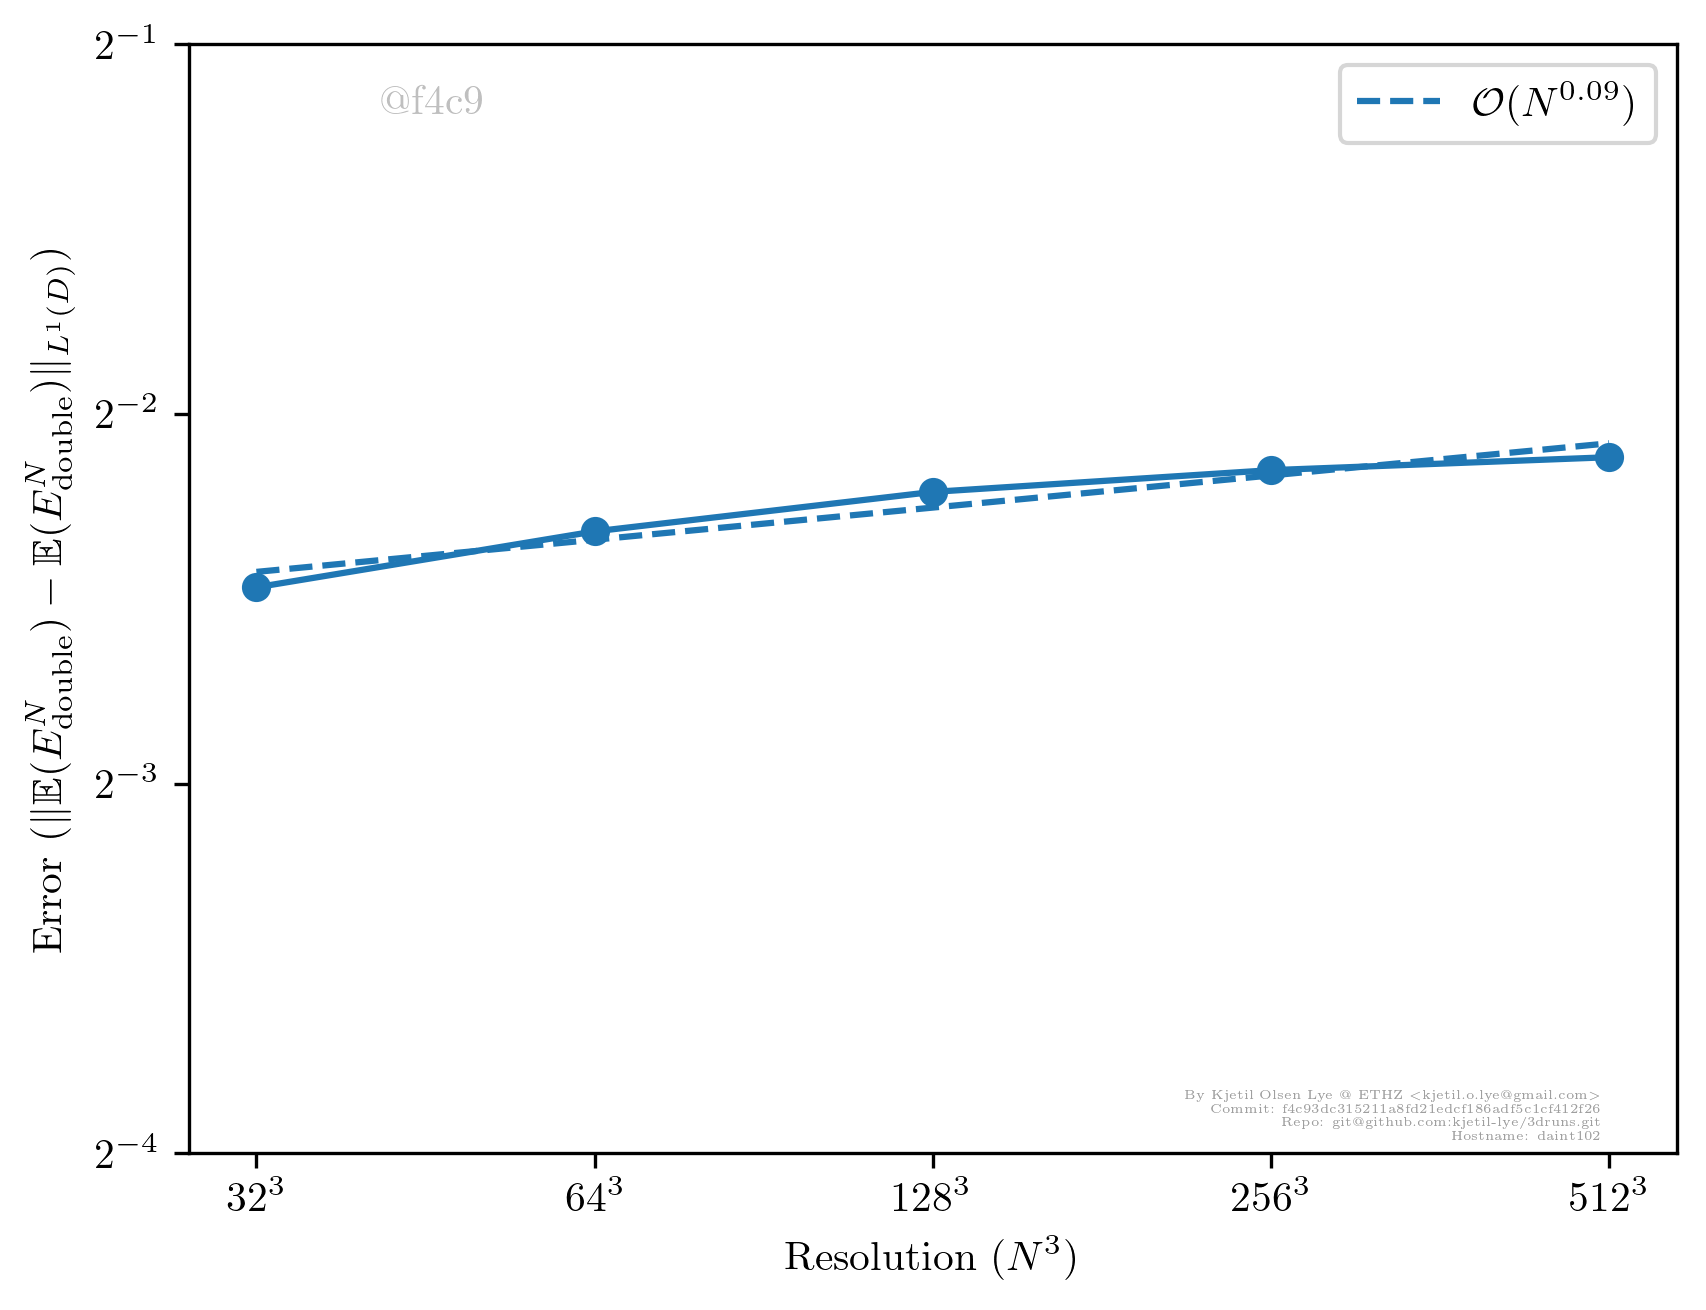 @f4c9
𝒪(N^0.09)
2^−1
2^−2
2^−3
2^−4
Error (||𝔼(E^N_double) − 𝔼(E^N_double)||_L^1(D))
By Kjetil Olsen Lye @ ETHZ <kjetil.o.lye@gmail.com>
Commit: f4c93dc315211a8fd21edcf186adf5c1cf412f26
Repo: git@github.com:kjetil-lye/3druns.git
Hostname: daint102
32^3 64^3 128^3 256^3 512^3
Resolution (N^3)